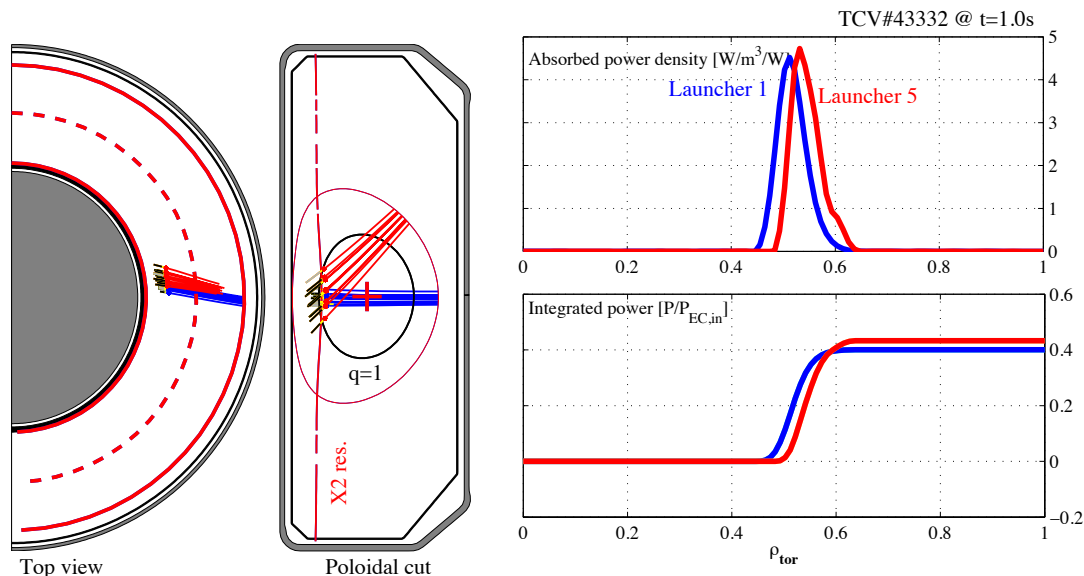 TCV#43332 @ t=1.0s
Absorbed power density [W/m³/W]
Launcher 1
Launcher 5
5
4
3
2
1
0
0
0.2
0.4
0.6
0.8
1
q=1
X2 res.
Integrated power [P/P_EC,in]
0.6
0.4
0.2
0
−0.2
0
0.2
0.4
0.6
0.8
1
ρ_tor
Top view
Poloidal cut